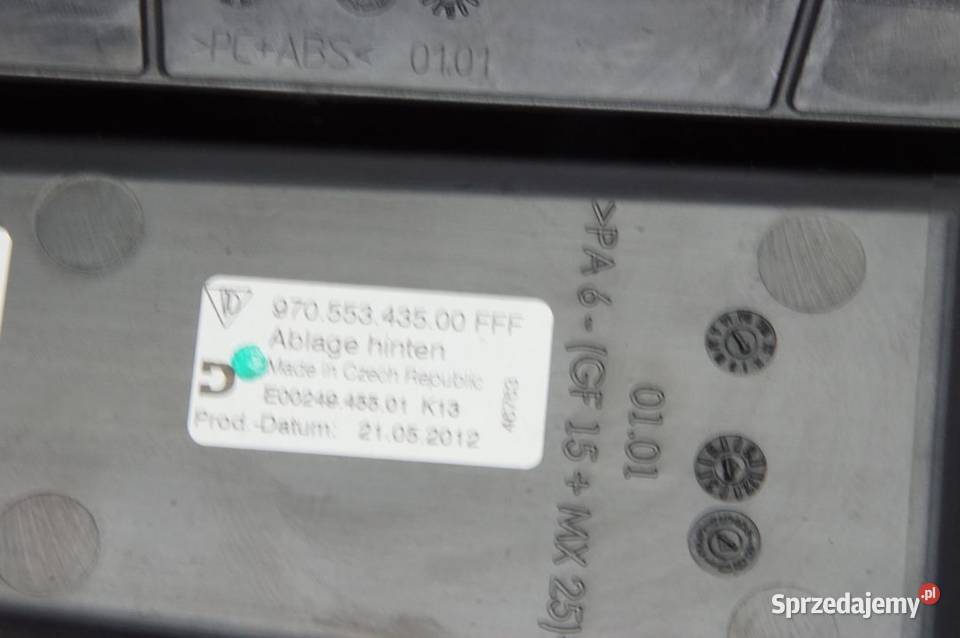 >PC+ABS< 01.01
970.553.435.00 FFF
Ablage hinten
Made in Czech Republic
E00249.455.01 K13
Prod.-Datum: 21.05.2012
46763
>PA 6 - (GF 15 + MX 25)
01.01
Sprzedajemy.pl